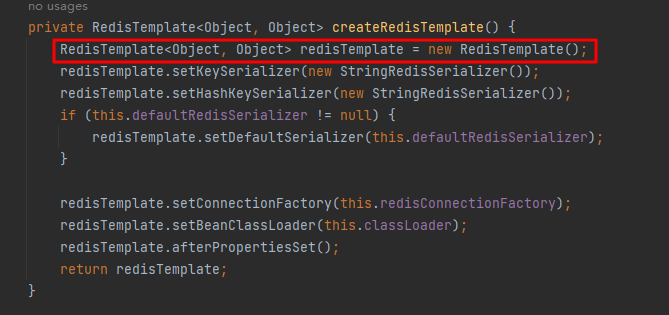 no usages
private RedisTemplate<Object, Object> createRedisTemplate() {
RedisTemplate<Object, Object> redisTemplate = new RedisTemplate();
redisTemplate.setKeySerializer(new StringRedisSerializer());
redisTemplate.setHashKeySerializer(new StringRedisSerializer());
if (this.defaultRedisSerializer != null) {
redisTemplate.setDefaultSerializer(this.defaultRedisSerializer);
}
redisTemplate.setConnectionFactory(this.redisConnectionFactory);
redisTemplate.setBeanClassLoader(this.classLoader);
redisTemplate.afterPropertiesSet();
return redisTemplate;
}